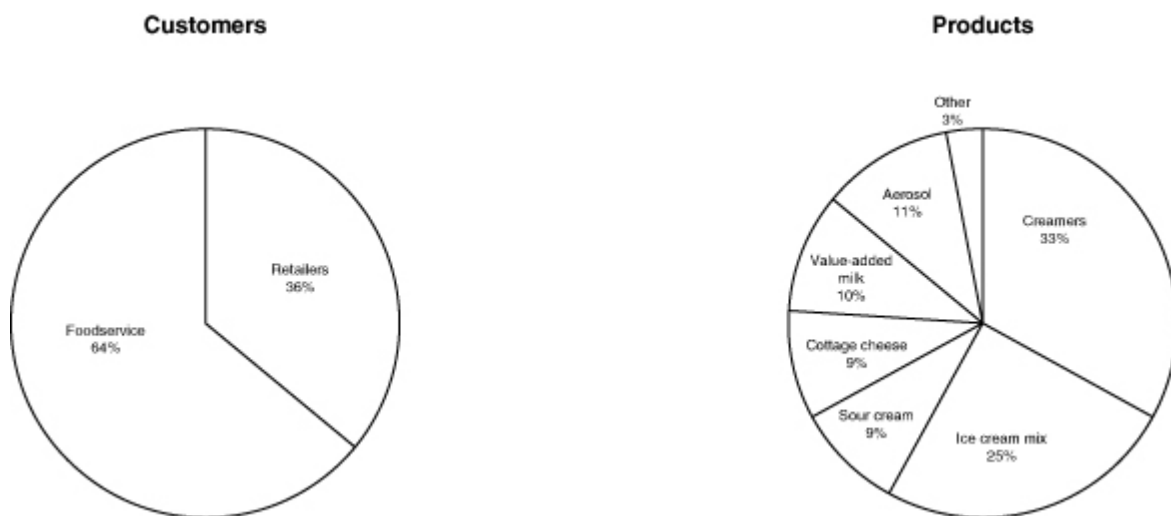 Customers
Retailers
36%
Foodservice
64%
Products
Other
3%
Aerosol
11%
Creamers
33%
Value-added
milk
10%
Cottage cheese
9%
Sour cream
9%
Ice cream mix
25%